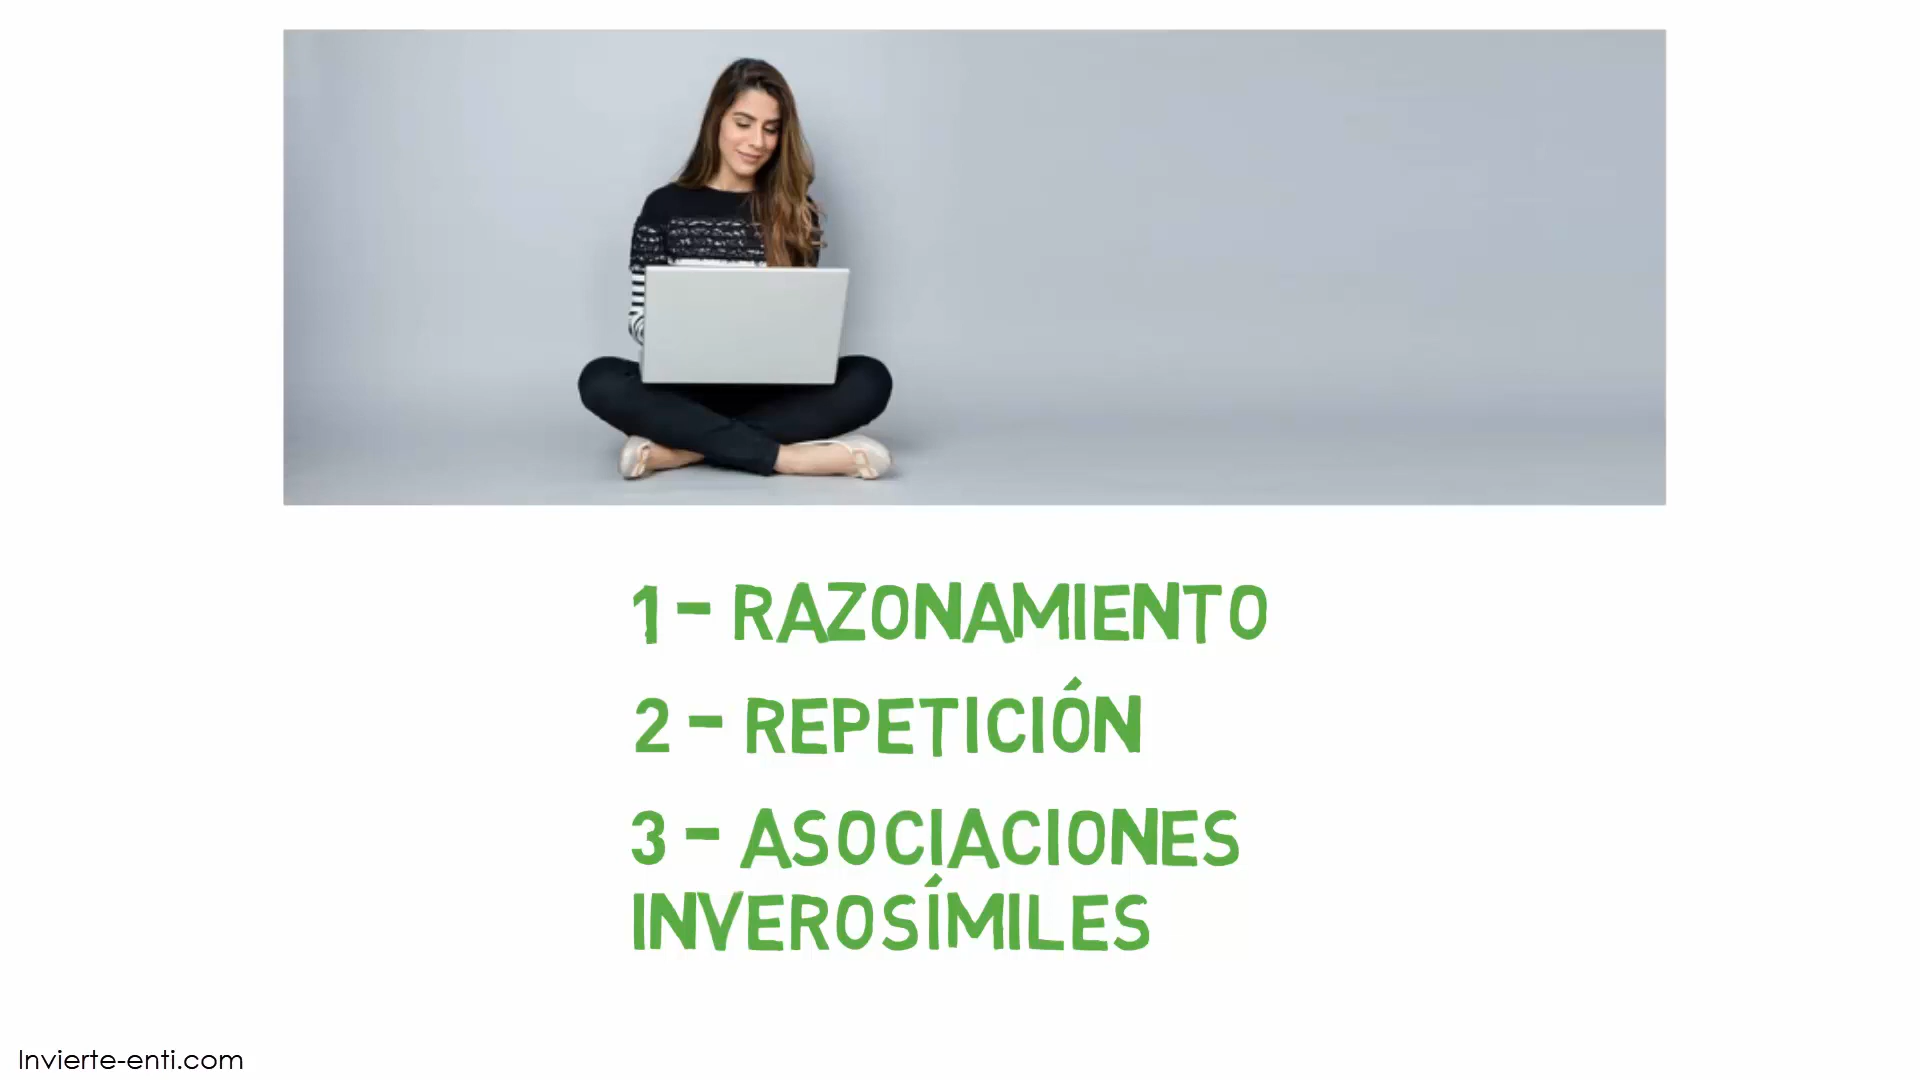 1 - RAZONAMIENTO
2 - REPETICIÓN
3 - ASOCIACIONES
INVEROSÍMILES
Invierte-enti.com